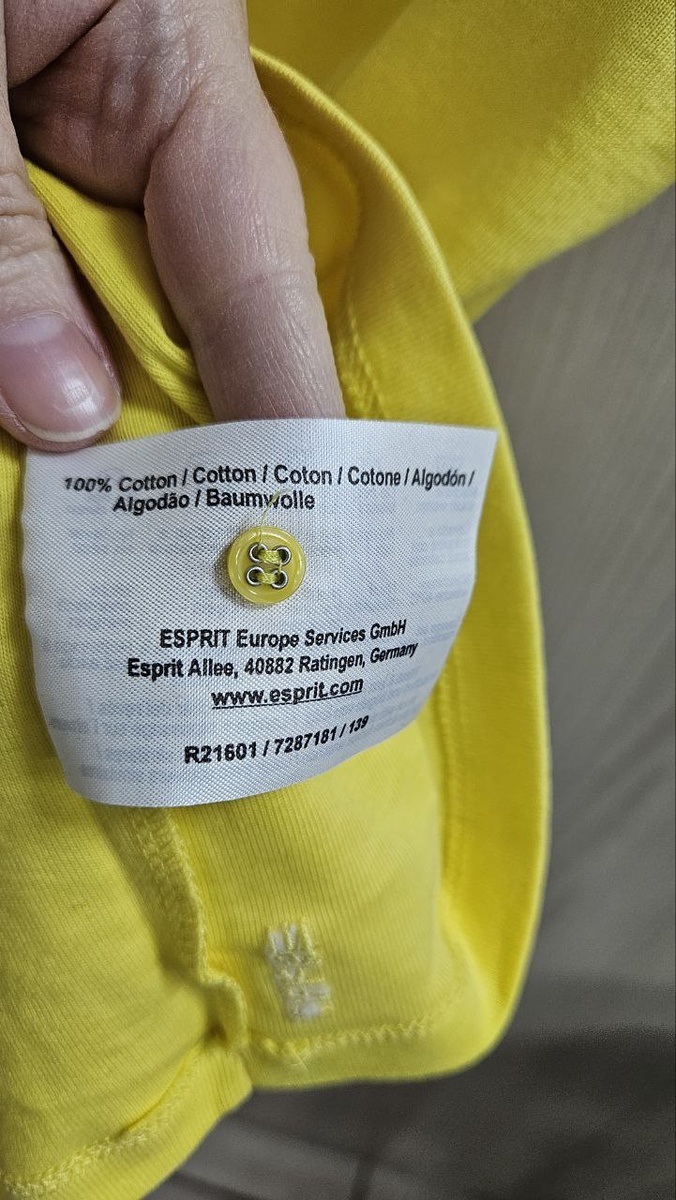 100% Cotton / Cotton / Coton / Cotone / Algodón /
Algodão / Baumwolle
ESPRIT Europe Services GmbH
Esprit Allee, 40882 Ratingen, Germany
www.esprit.com
R21601 / 7287181 / 139